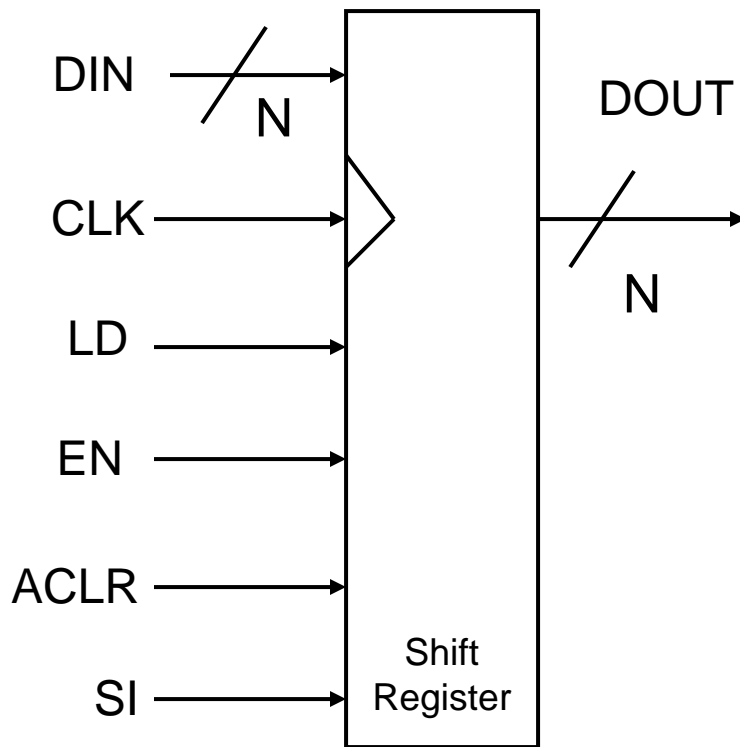 DIN
N
DOUT
CLK
N
LD
EN
ACLR
SI
Shift
Register